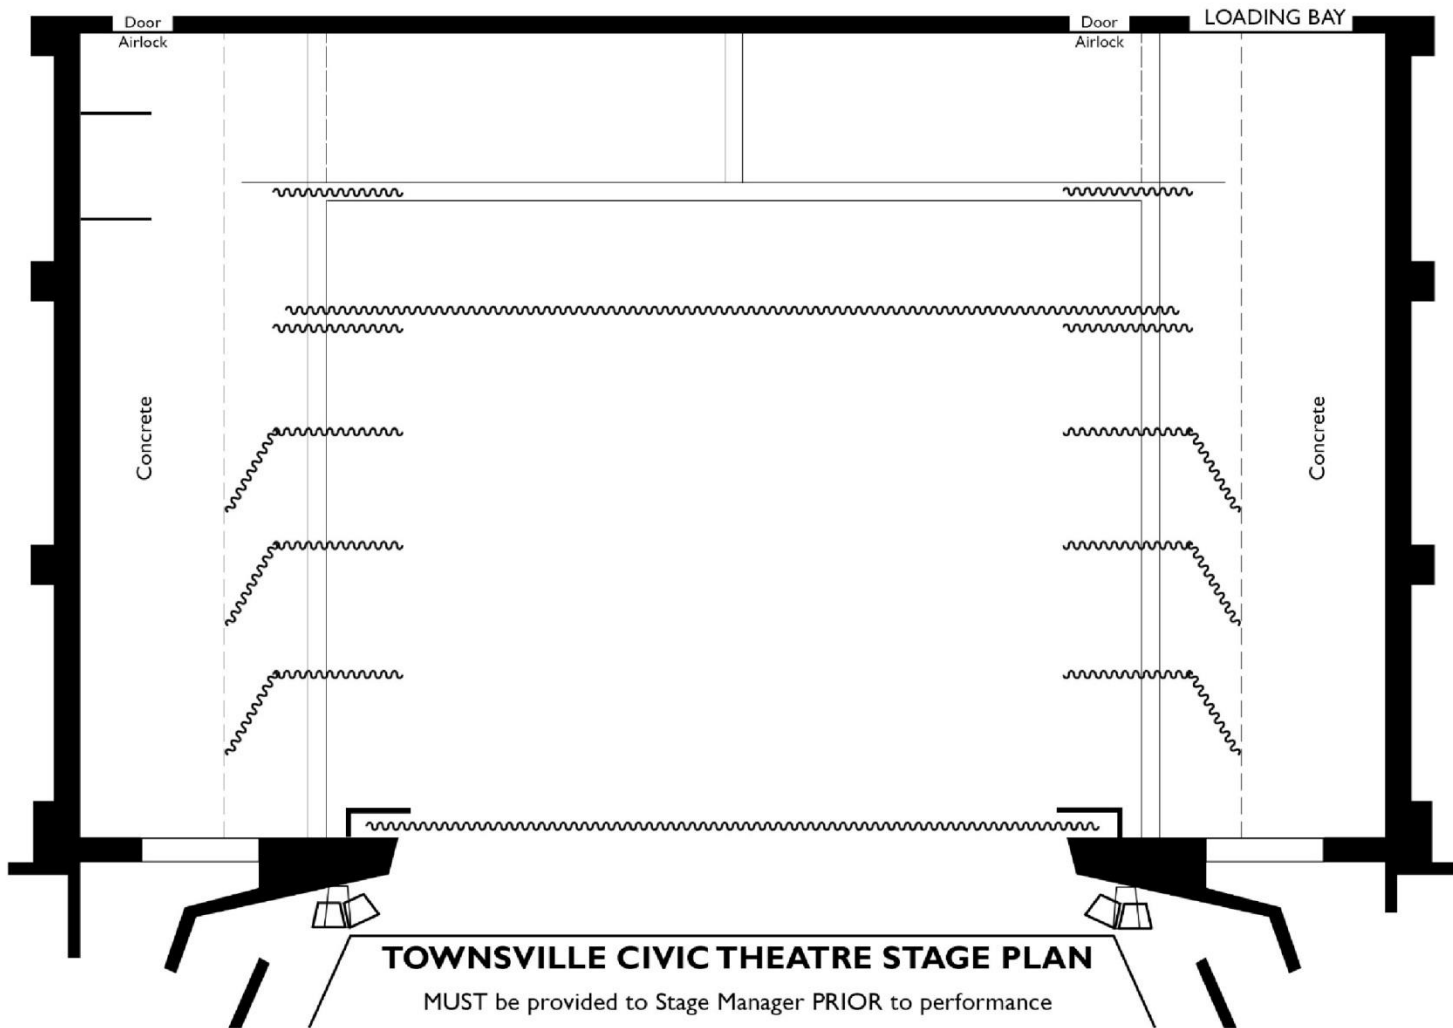 Door
Airlock
Door
Airlock
LOADING BAY
Concrete
Concrete
TOWNSVILLE CIVIC THEATRE STAGE PLAN
MUST be provided to Stage Manager PRIOR to performance